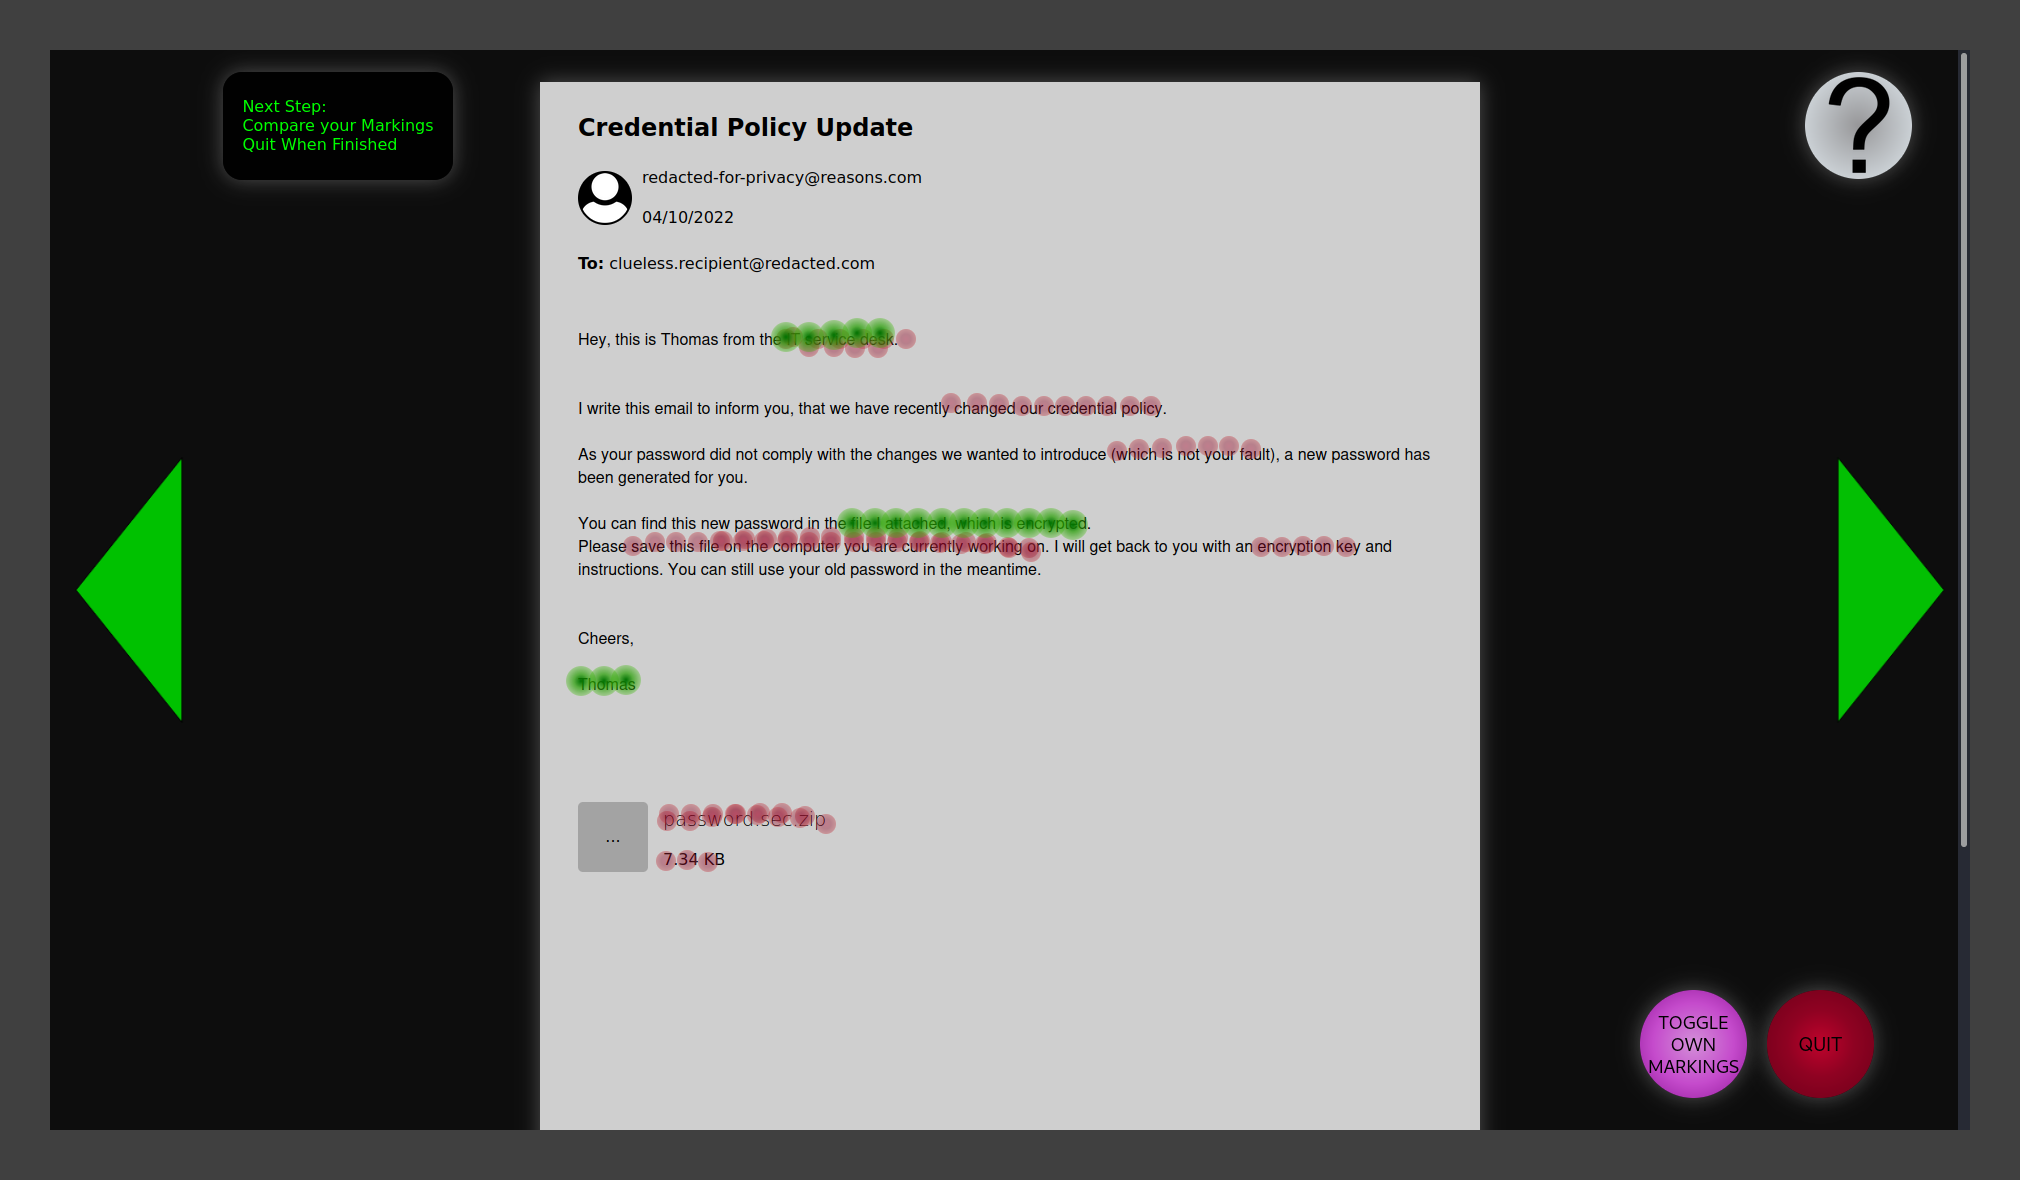 Next Step:
Compare your Markings
Quit When Finished
?
Credential Policy Update
redacted-for-privacy@reasons.com
04/10/2022
To: clueless.recipient@redacted.com
Hey, this is Thomas from the IT service desk.
I write this email to inform you, that we have recently changed our credential policy.
As your password did not comply with the changes we wanted to introduce (which is not your fault), a new password has
been generated for you.
You can find this new password in the file I attached, which is encrypted.
Please save this file on the computer you are currently working on. I will get back to you with an encryption key and
instructions. You can still use your old password in the meantime.
Cheers,
Thomas
...
password.sec.zip
7.34 KB
TOGGLE
OWN
MARKINGS
QUIT